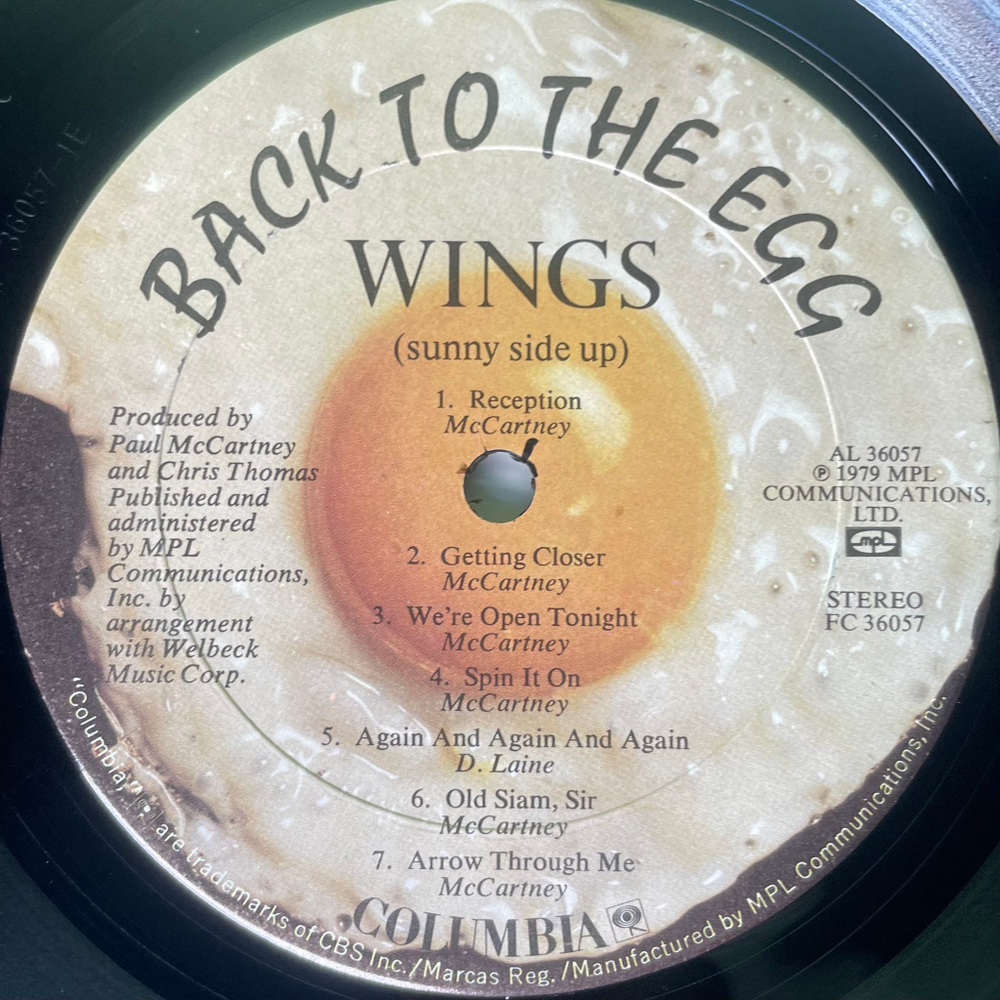 BACK TO THE EGG
WINGS
(sunny side up)
1. Reception
McCartney
Produced by
Paul McCartney
and Chris Thomas
Published and
administered
by MPL
Communications,
Inc. by
arrangement
with Welbeck
Music Corp.
AL 36057
℗ 1979 MPL
COMMUNICATIONS,
LTD.
mpl
STEREO
FC 36057
2. Getting Closer
McCartney
3. We're Open Tonight
McCartney
4. Spin It On
McCartney
5. Again And Again And Again
D. Laine
6. Old Siam, Sir
McCartney
7. Arrow Through Me
McCartney
COLUMBIA
"Columbia, are trademarks of CBS Inc./Marcas Reg./Manufactured by MPL Communications, Inc.
36057-1E